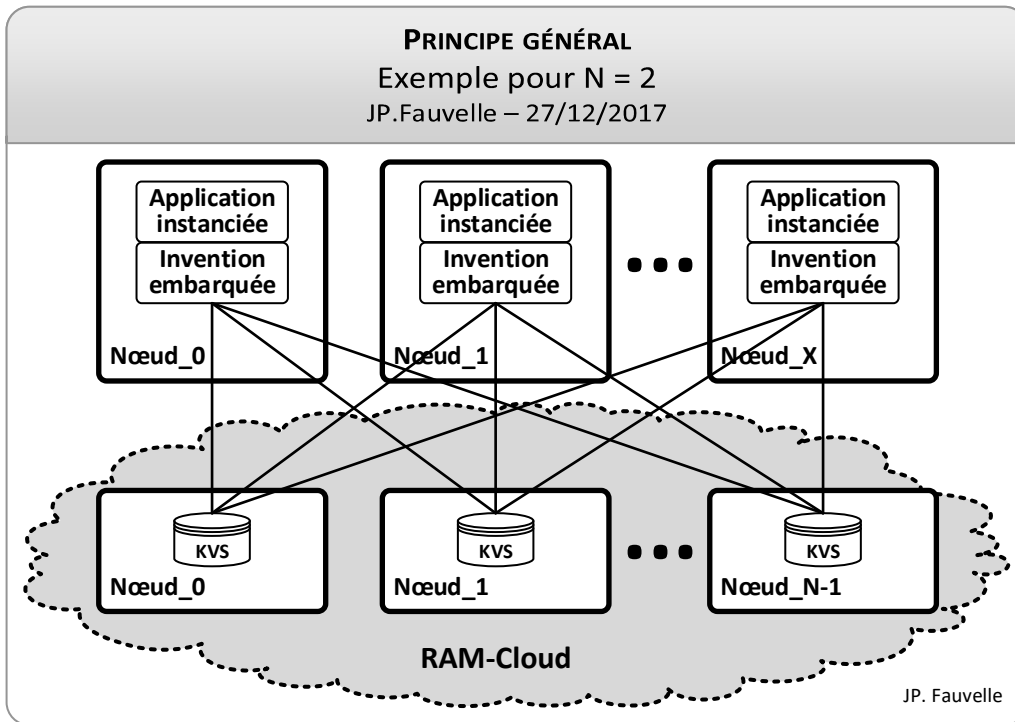 PRINCIPE GÉNÉRAL
Exemple pour N = 2
JP.Fauvelle – 27/12/2017
Application
instanciée
Invention
embarquée
Nœud_0
Application
instanciée
Invention
embarquée
Nœud_1
Application
instanciée
Invention
embarquée
Nœud_X
KVS
Nœud_0
KVS
Nœud_1
KVS
Nœud_N-1
RAM-Cloud
JP. Fauvelle